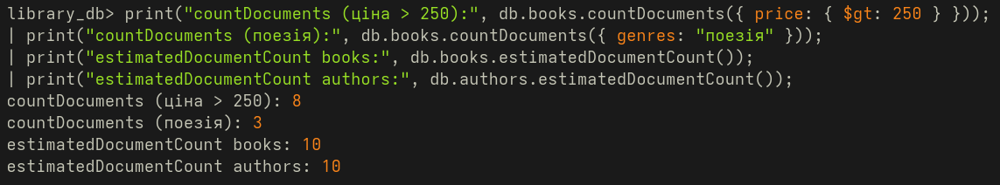 library_db> print("countDocuments (ціна > 250):", db.books.countDocuments({ price: { $gt: 250 } }));
| print("countDocuments (поезія):", db.books.countDocuments({ genres: "поезія" }));
| print("estimatedDocumentCount books:", db.books.estimatedDocumentCount());
| print("estimatedDocumentCount authors:", db.authors.estimatedDocumentCount());
countDocuments (ціна > 250): 8
countDocuments (поезія): 3
estimatedDocumentCount books: 10
estimatedDocumentCount authors: 10